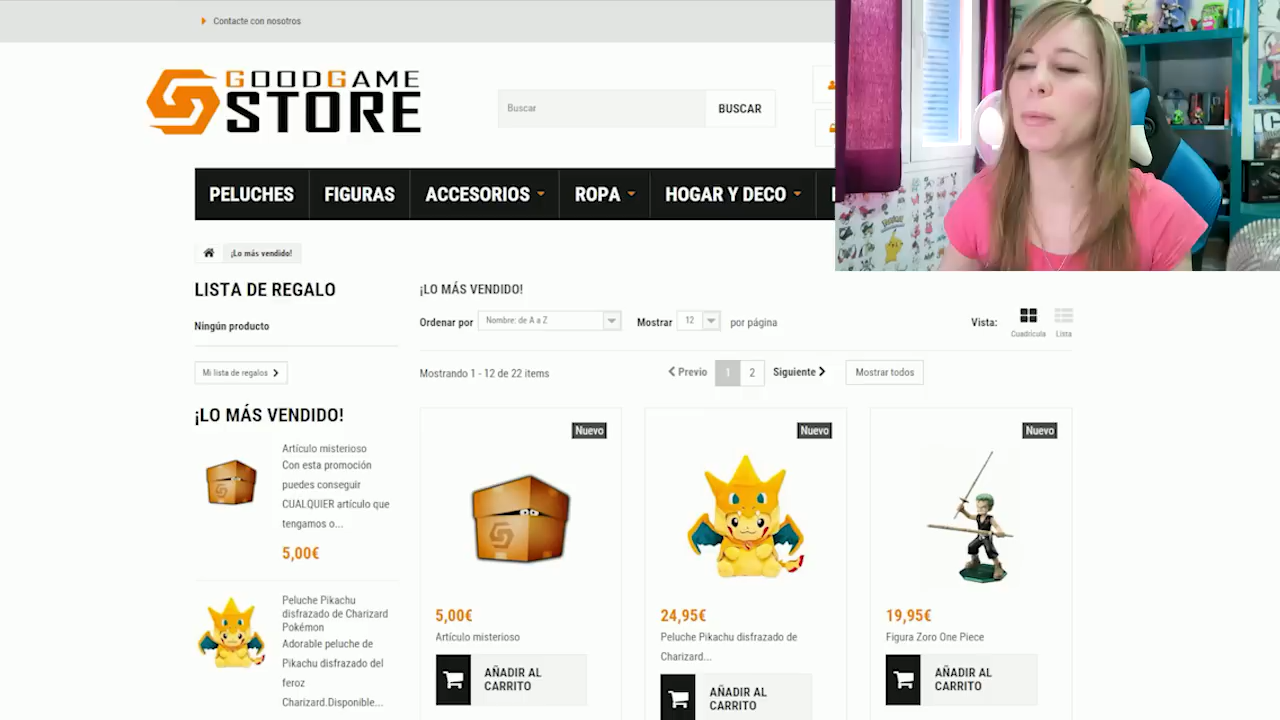 Contacte con nosotros
GOODGAME
STORE
Buscar
BUSCAR
PELUCHES
FIGURAS
ACCESORIOS
ROPA
HOGAR Y DECO
¡Lo más vendido!
LISTA DE REGALO
Ningún producto
Mi lista de regalos
¡LO MÁS VENDIDO!
Artículo misterioso
Con esta promoción
puedes conseguir
CUALQUIER artículo que
tengamos o...
5,00€
Peluche Pikachu
disfrazado de Charizard
Pokémon
Adorable peluche de
Pikachu disfrazado del
feroz
Charizard.Disponible...
¡LO MÁS VENDIDO!
Ordenar por
Nombre: de A a Z
Mostrar
12
por página
Vista:
Cuadrícula
Lista
Mostrando 1 - 12 de 22 items
Previo
1
2
Siguiente
Mostrar todos
Nuevo
5,00€
Artículo misterioso
AÑADIR AL
CARRITO
Nuevo
24,95€
Peluche Pikachu disfrazado de
Charizard...
AÑADIR AL
CARRITO
Nuevo
19,95€
Figura Zoro One Piece
AÑADIR AL
CARRITO